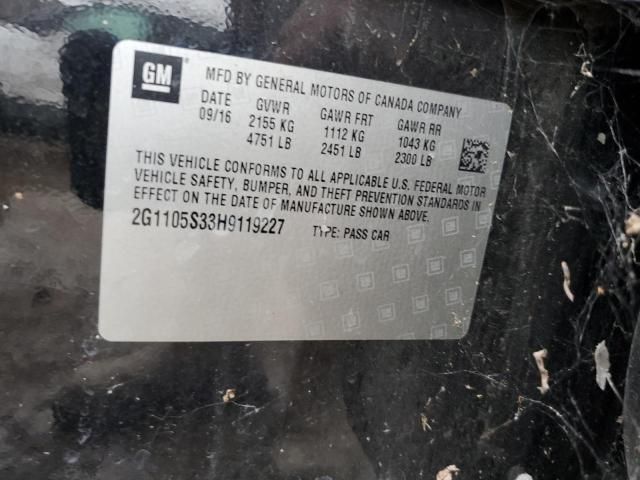 GM
MFD BY GENERAL MOTORS OF CANADA COMPANY
DATE GVWR GAWR FRT GAWR RR
09/16 2155 KG 1112 KG 1043 KG
4751 LB 2451 LB 2300 LB
THIS VEHICLE CONFORMS TO ALL APPLICABLE U.S. FEDERAL MOTOR
VEHICLE SAFETY, BUMPER, AND THEFT PREVENTION STANDARDS IN
EFFECT ON THE DATE OF MANUFACTURE SHOWN ABOVE.
2G1105S33H9119227 TYPE: PASS CAR